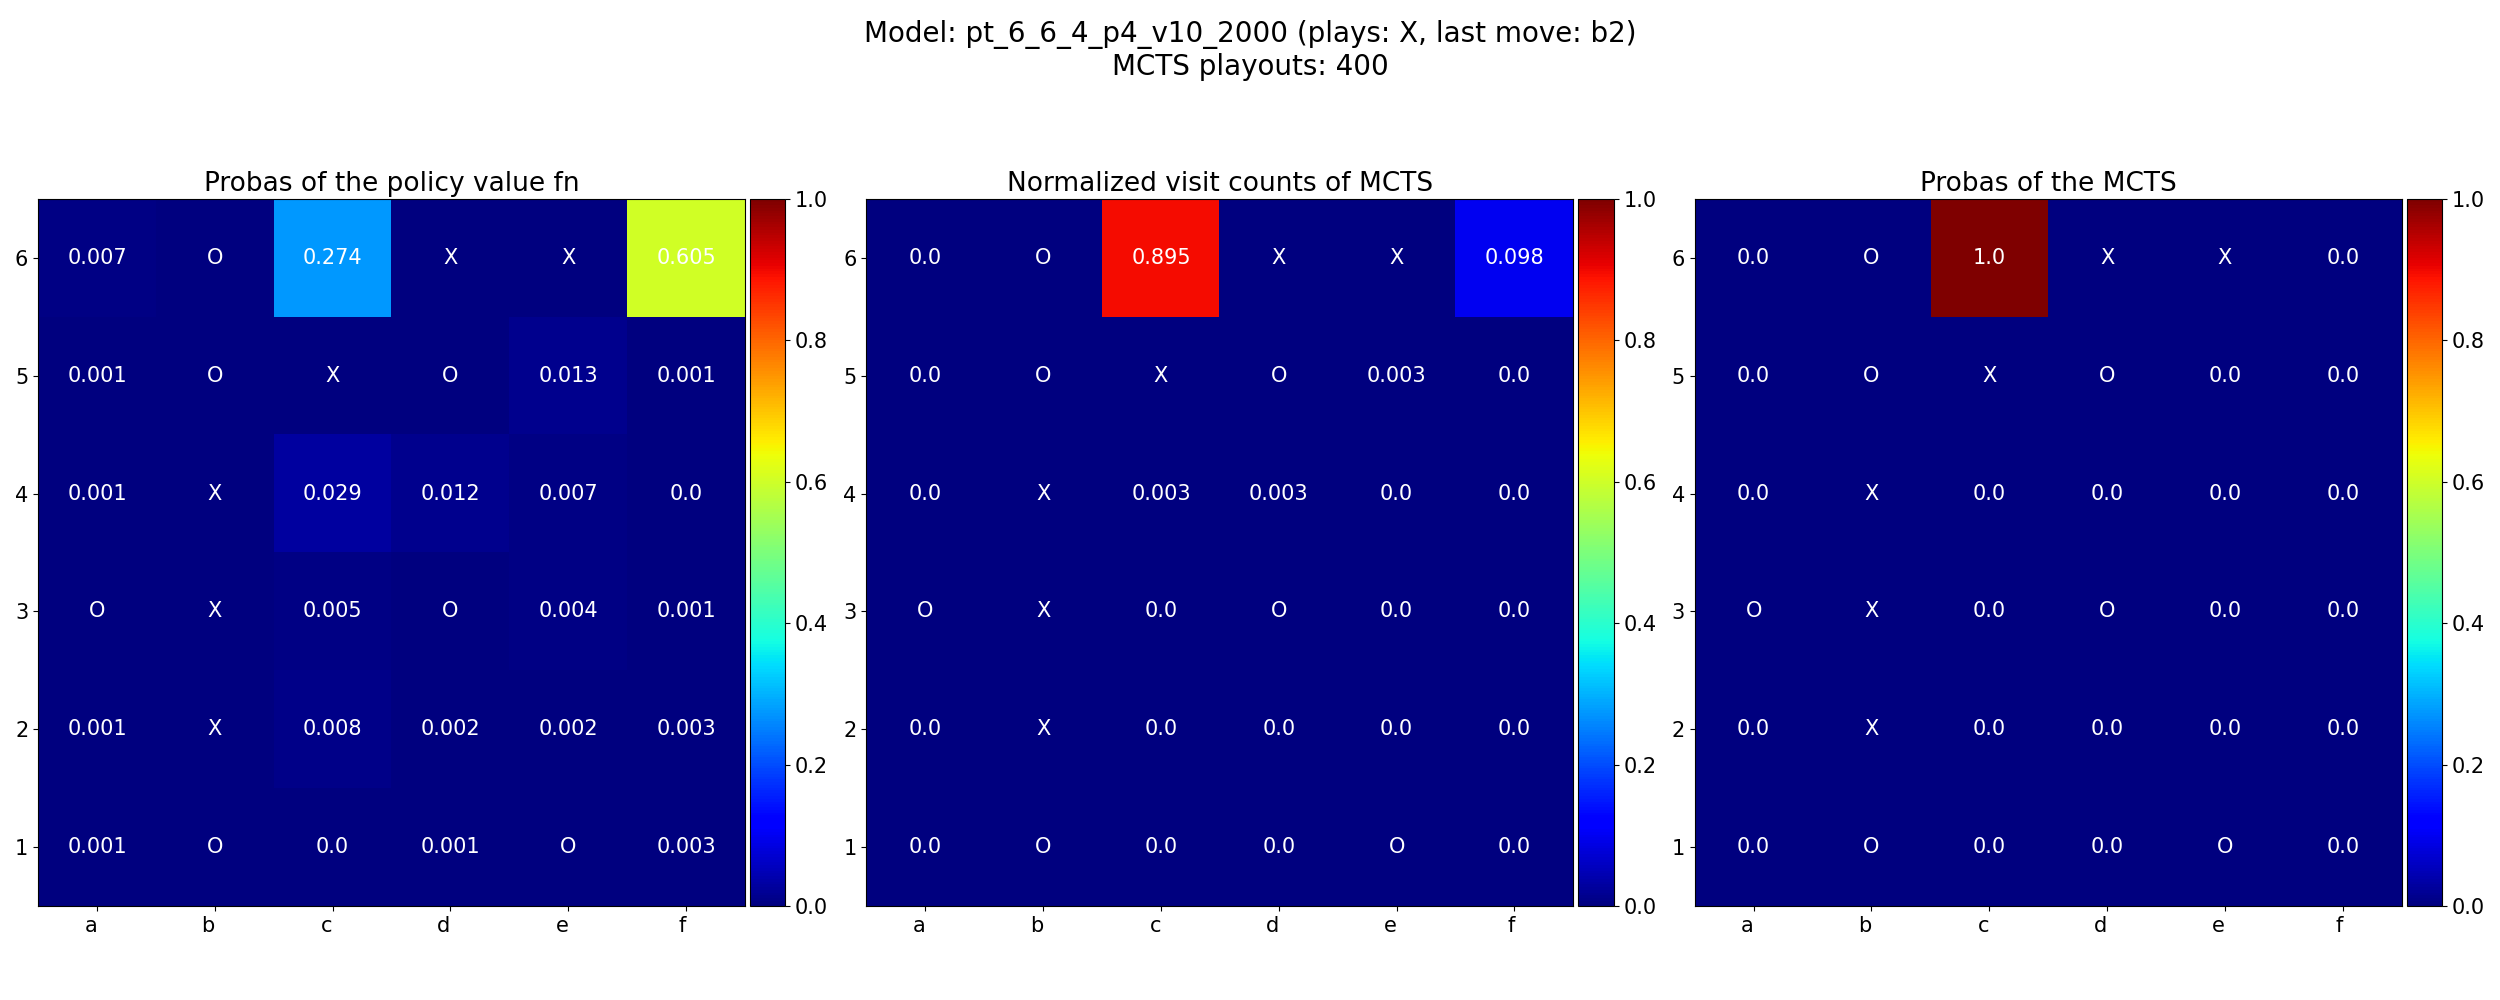 Model: pt_6_6_4_p4_v10_2000 (plays: X, last move: b2)
MCTS playouts: 400
Probas of the policy value fn
6 0.007 O 0.274 X X 0.605
5 0.001 O X O 0.013 0.001
4 0.001 X 0.029 0.012 0.007 0.0
3 O X 0.005 O 0.004 0.001
2 0.001 X 0.008 0.002 0.002 0.003
1 0.001 O 0.0 0.001 O 0.003
a b c d e f
1.0
0.8
0.6
0.4
0.2
0.0
Normalized visit counts of MCTS
6 0.0 O 0.895 X X 0.098
5 0.0 O X O 0.003 0.0
4 0.0 X 0.003 0.003 0.0 0.0
3 O X 0.0 O 0.0 0.0
2 0.0 X 0.0 0.0 0.0 0.0
1 0.0 O 0.0 0.0 O 0.0
a b c d e f
1.0
0.8
0.6
0.4
0.2
0.0
Probas of the MCTS
6 0.0 O 1.0 X X 0.0
5 0.0 O X O 0.0 0.0
4 0.0 X 0.0 0.0 0.0 0.0
3 O X 0.0 O 0.0 0.0
2 0.0 X 0.0 0.0 0.0 0.0
1 0.0 O 0.0 0.0 O 0.0
a b c d e f
1.0
0.8
0.6
0.4
0.2
0.0